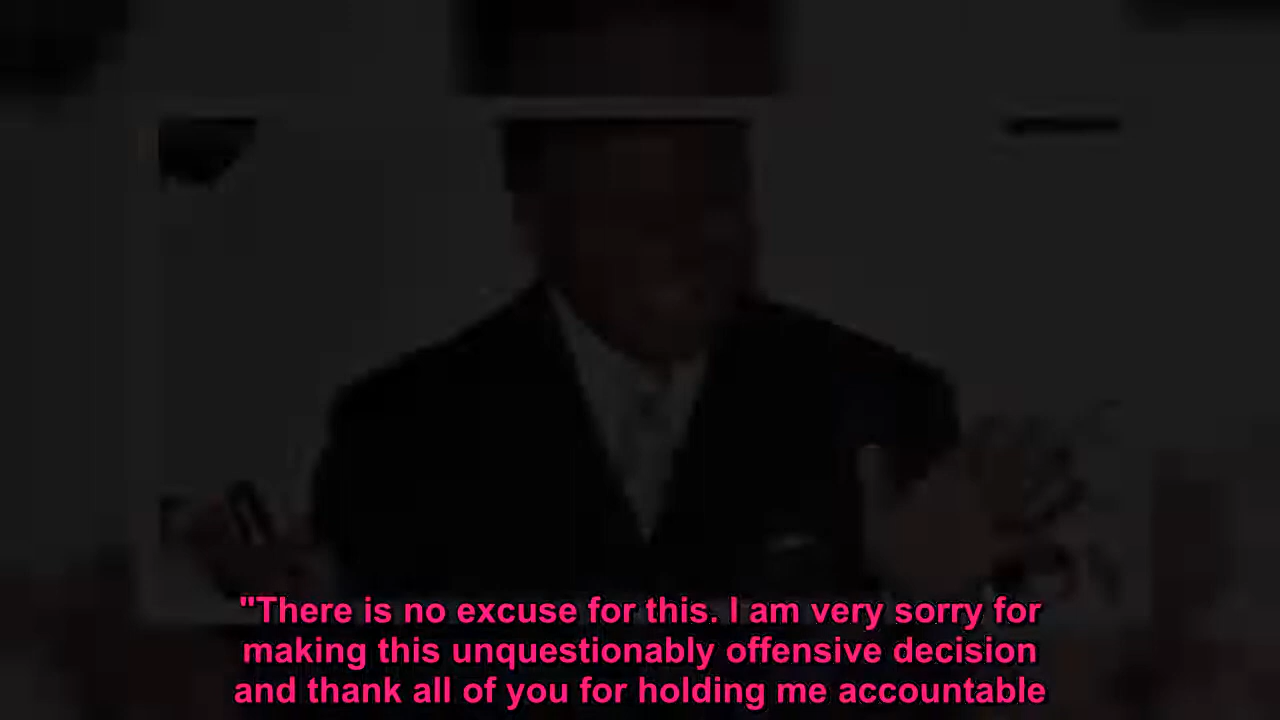 "There is no excuse for this. I am very sorry for
making this unquestionably offensive decision
and thank all of you for holding me accountable